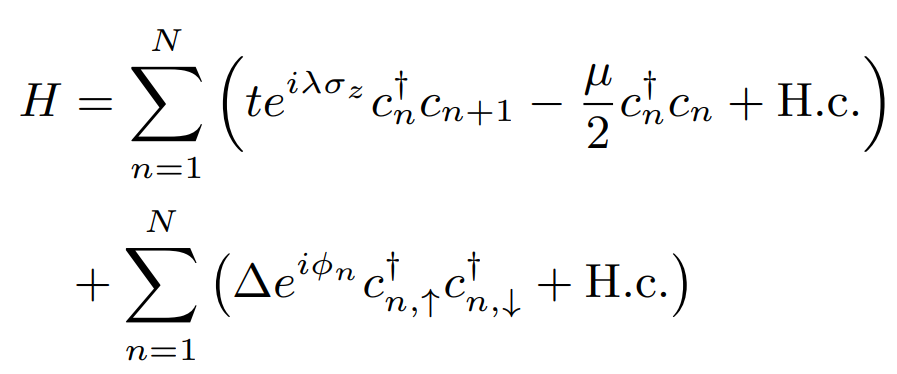 $H = \sum_{n=1}^{N} \left( t e^{i\lambda\sigma_z} c_n^\dagger c_{n+1} - \frac{\mu}{2} c_n^\dagger c_n + \text{H.c.} \right)$
$+ \sum_{n=1}^{N} \left( \Delta e^{i\phi_n} c_{n,\uparrow}^\dagger c_{n,\downarrow}^\dagger + \text{H.c.} \right)$